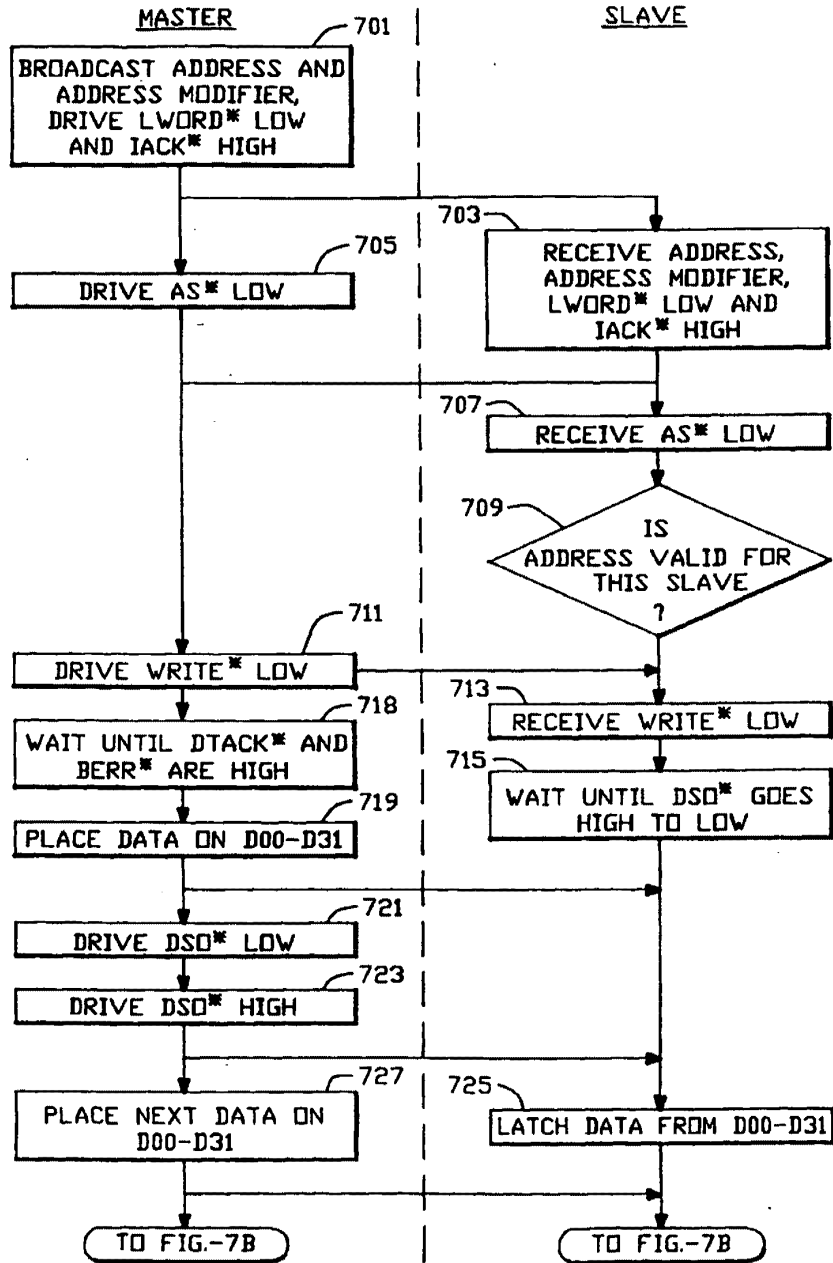 MASTER
SLAVE
701
BROADCAST ADDRESS AND
ADDRESS MODIFIER,
DRIVE LWORD* LOW
AND IACK* HIGH
703
RECEIVE ADDRESS,
ADDRESS MODIFIER,
LWORD* LOW AND
IACK* HIGH
705
DRIVE AS* LOW
707
RECEIVE AS* LOW
709
IS
ADDRESS VALID FOR
THIS SLAVE
?
711
DRIVE WRITE* LOW
713
RECEIVE WRITE* LOW
718
WAIT UNTIL DTACK* AND
BERR* ARE HIGH
715
WAIT UNTIL DS0* GOES
HIGH TO LOW
719
PLACE DATA ON D00-D31
721
DRIVE DS0* LOW
723
DRIVE DS0* HIGH
727
PLACE NEXT DATA ON
D00-D31
725
LATCH DATA FROM D00-D31
TO FIG.-7B
TO FIG.-7B